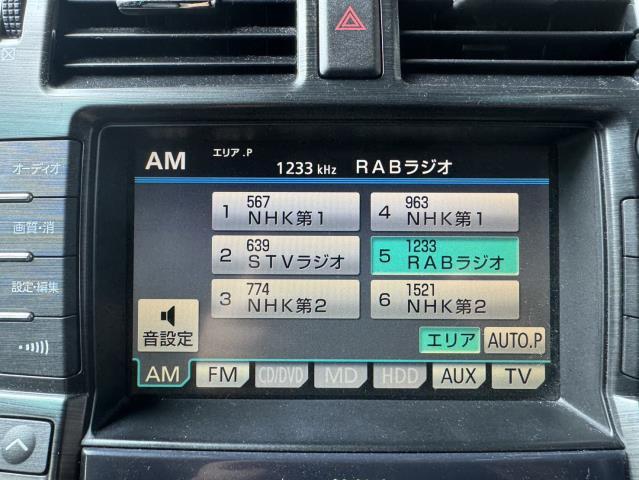 AM エリア.P 1233 kHz RABラジオ
オーディオ
画質・消
設定・編集
1 567 NHK第1
4 963 NHK第1
2 639 STVラジオ
5 1233 RABラジオ
3 774 NHK第2
6 1521 NHK第2
音設定
エリア AUTO.P
AM FM CD/DVD MD HDD AUX TV